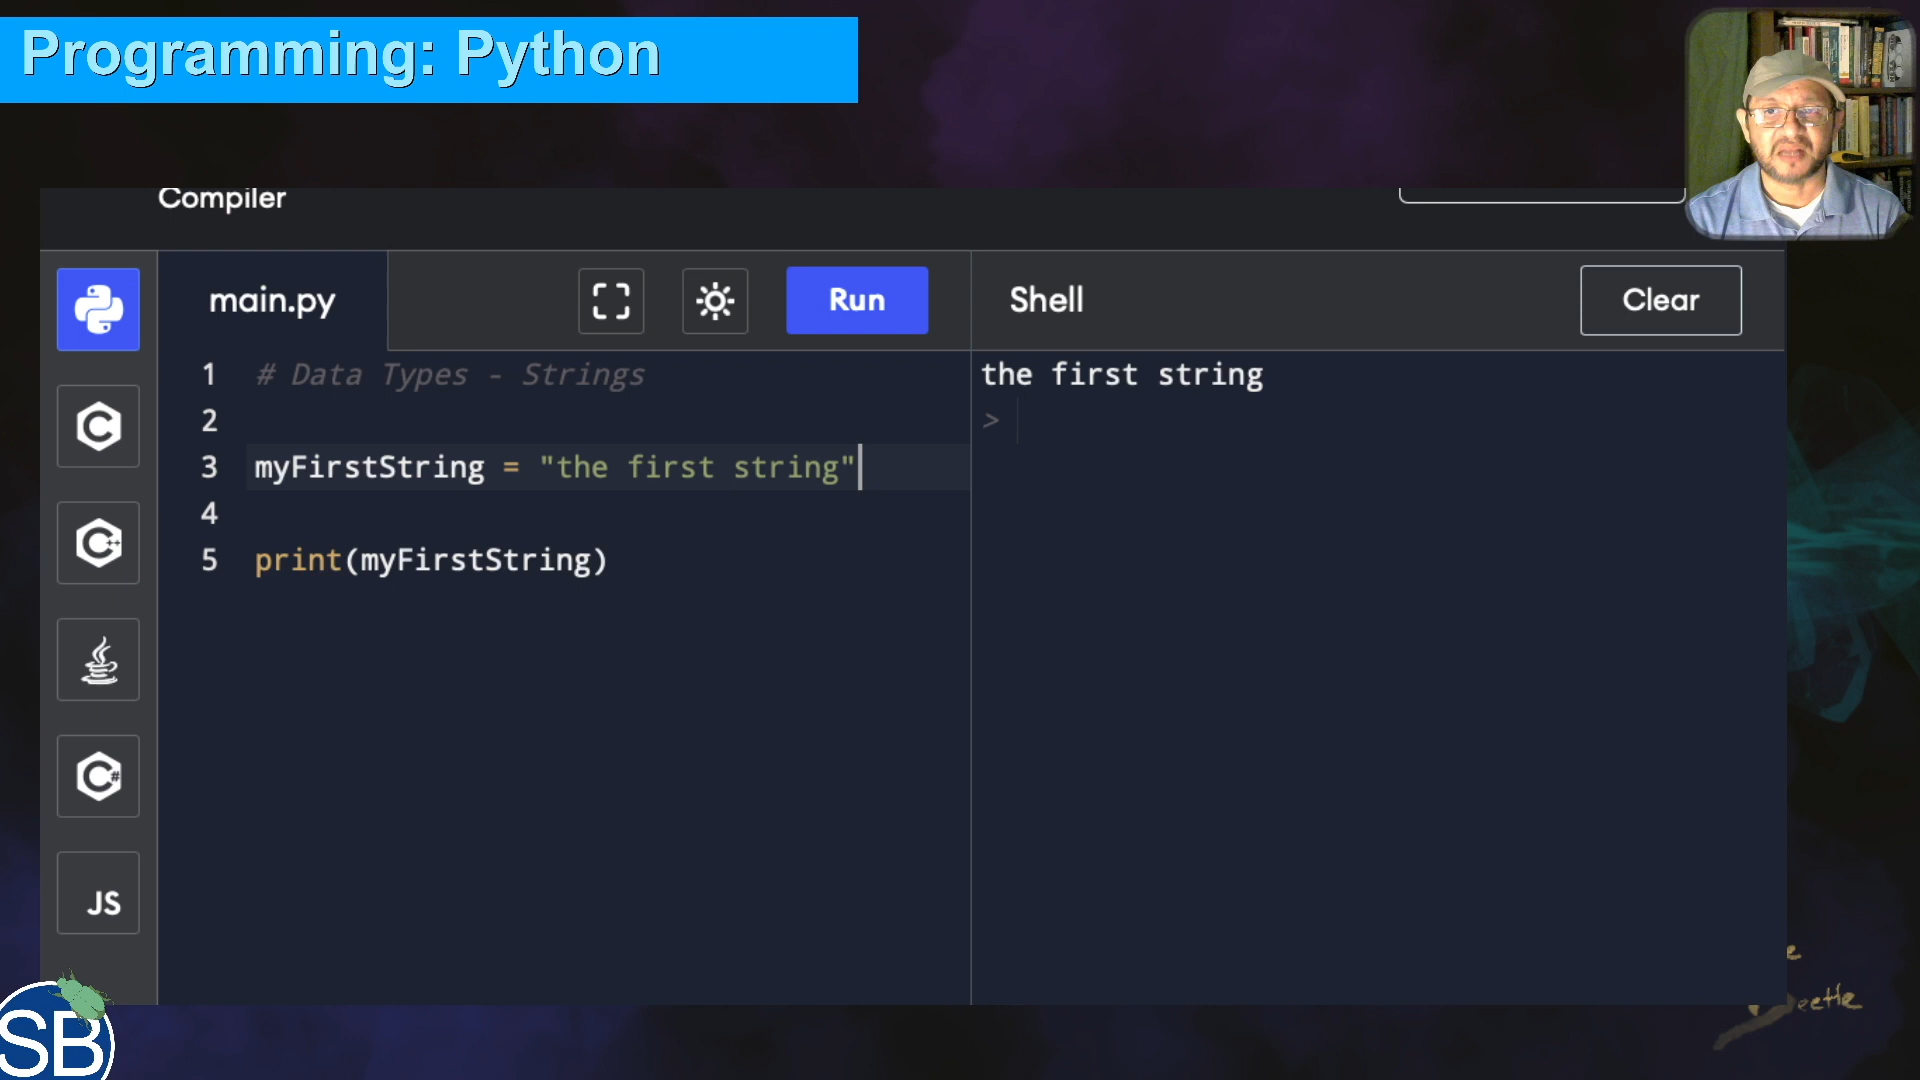 Programming: Python
Compiler
main.py
Run
Shell
Clear
1 # Data Types - Strings
2
3 myFirstString = "the first string"
4
5 print(myFirstString)
the first string
>
JS
SB
eetle